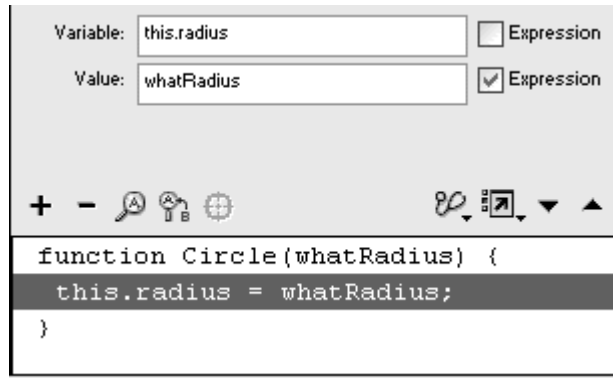 Variable: this.radius Expression
Value: whatRadius Expression
function Circle(whatRadius) {
this.radius = whatRadius;
}